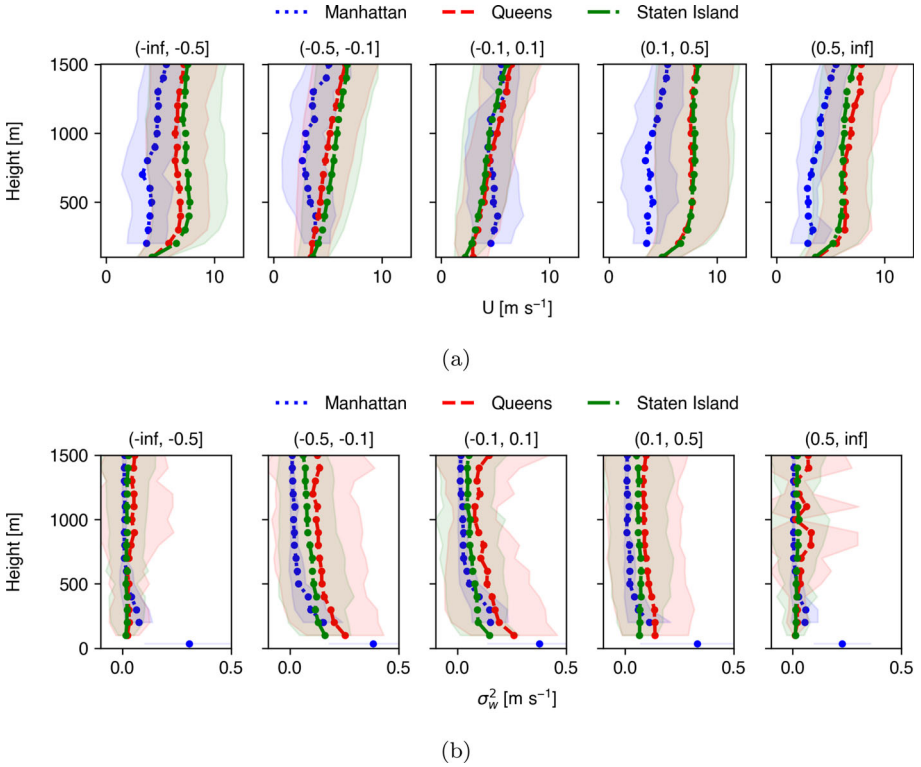 Manhattan Queens Staten Island
(-inf, -0.5] (-0.5, -0.1] (-0.1, 0.1] (0.1, 0.5] (0.5, inf]
1500
1000
500
Height [m]
0 10 0 10 0 10 0 10 0 10
U [m s⁻¹]
(a)
Manhattan Queens Staten Island
(-inf, -0.5] (-0.5, -0.1] (-0.1, 0.1] (0.1, 0.5] (0.5, inf]
1500
1000
500
0
Height [m]
0.0 0.5 0.0 0.5 0.0 0.5 0.0 0.5 0.0 0.5
σ²w [m s⁻¹]
(b)